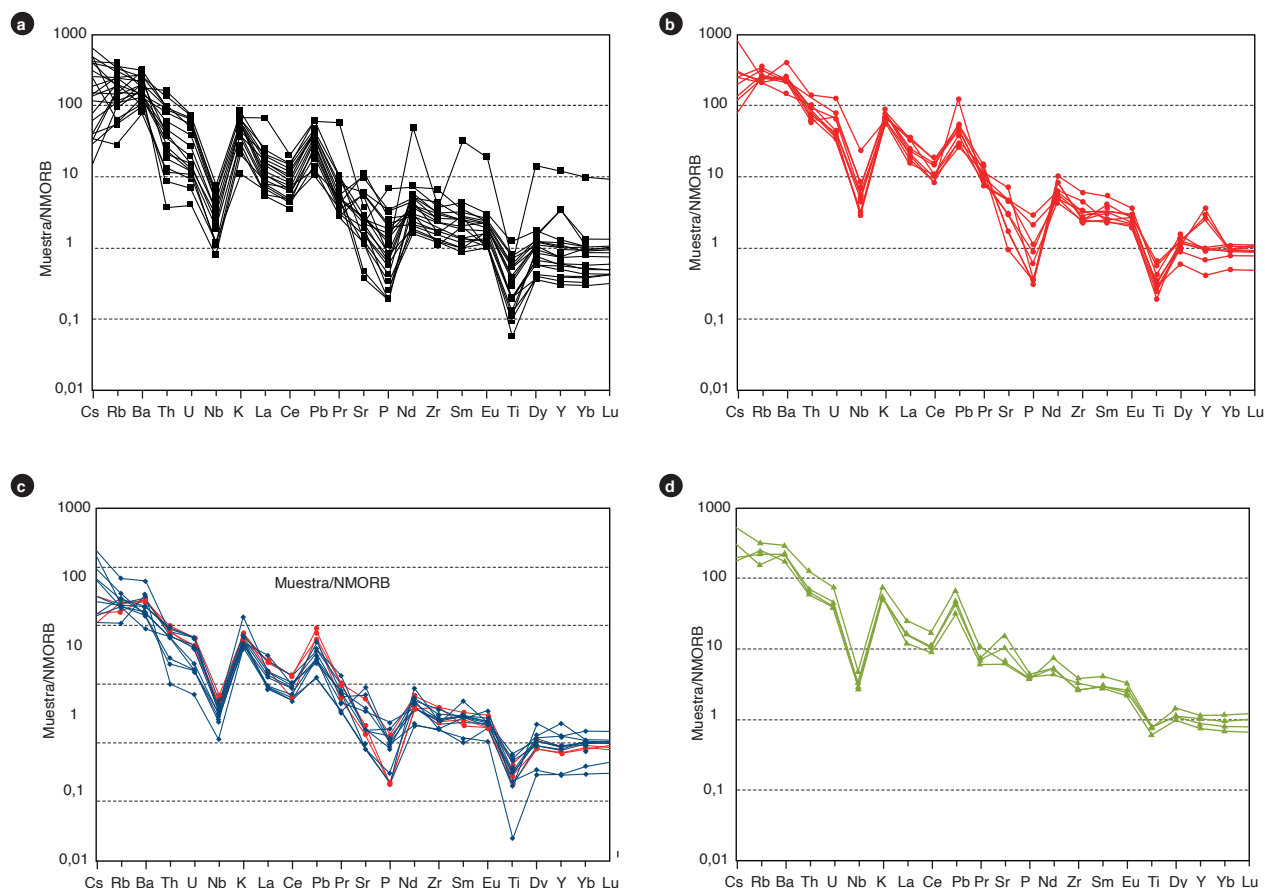 a
1000
100
10
1
0,1
0,01
Muestra/NMORB
Cs Rb Ba Th U Nb K La Ce Pb Pr Sr P Nd Zr Sm Eu Ti Dy Y Yb Lu
b
1000
100
10
1
0,1
0,01
Muestra/NMORB
Cs Rb Ba Th U Nb K La Ce Pb Pr Sr P Nd Zr Sm Eu Ti Dy Y Yb Lu
c
1000
100
10
1
0,1
0,01
Muestra/NMORB
Muestra/NMORB
Cs Rb Ba Th U Nb K La Ce Pb Pr Sr P Nd Zr Sm Eu Ti Dy Y Yb Lu
d
1000
100
10
1
0,1
0,01
Muestra/NMORB
Cs Rb Ba Th U Nb K La Ce Pb Pr Sr P Nd Zr Sm Eu Ti Dy Y Yb Lu